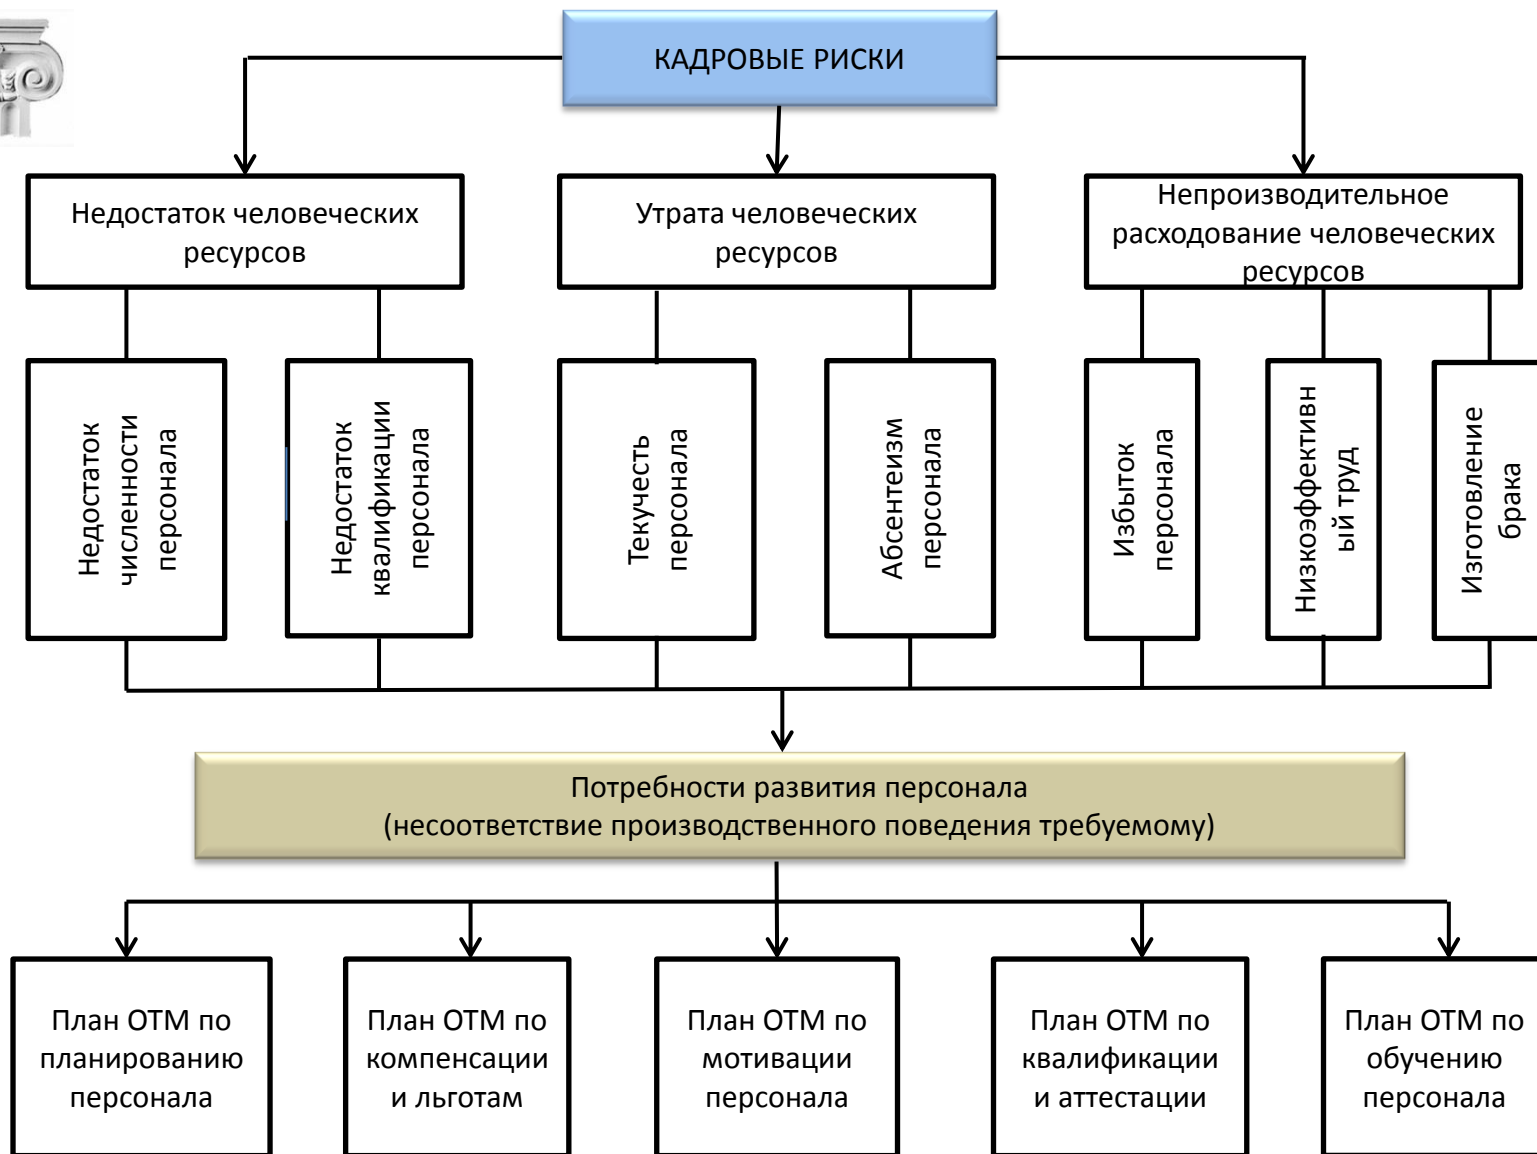 КАДРОВЫЕ РИСКИ
Недостаток человеческих
ресурсов
Утрата человеческих
ресурсов
Непроизводительное
расходование человеческих
ресурсов
Недостаток
численности
персонала
Недостаток
квалификации
персонала
Текучесть
персонала
Абсентеизм
персонала
Избыток
персонала
Низкоэффективн
ый труд
Изготовление
брака
Потребности развития персонала
(несоответствие производственного поведения требуемому)
План ОТМ по
планированию
персонала
План ОТМ по
компенсации
и льготам
План ОТМ по
мотивации
персонала
План ОТМ по
квалификации
и аттестации
План ОТМ по
обучению
персонала